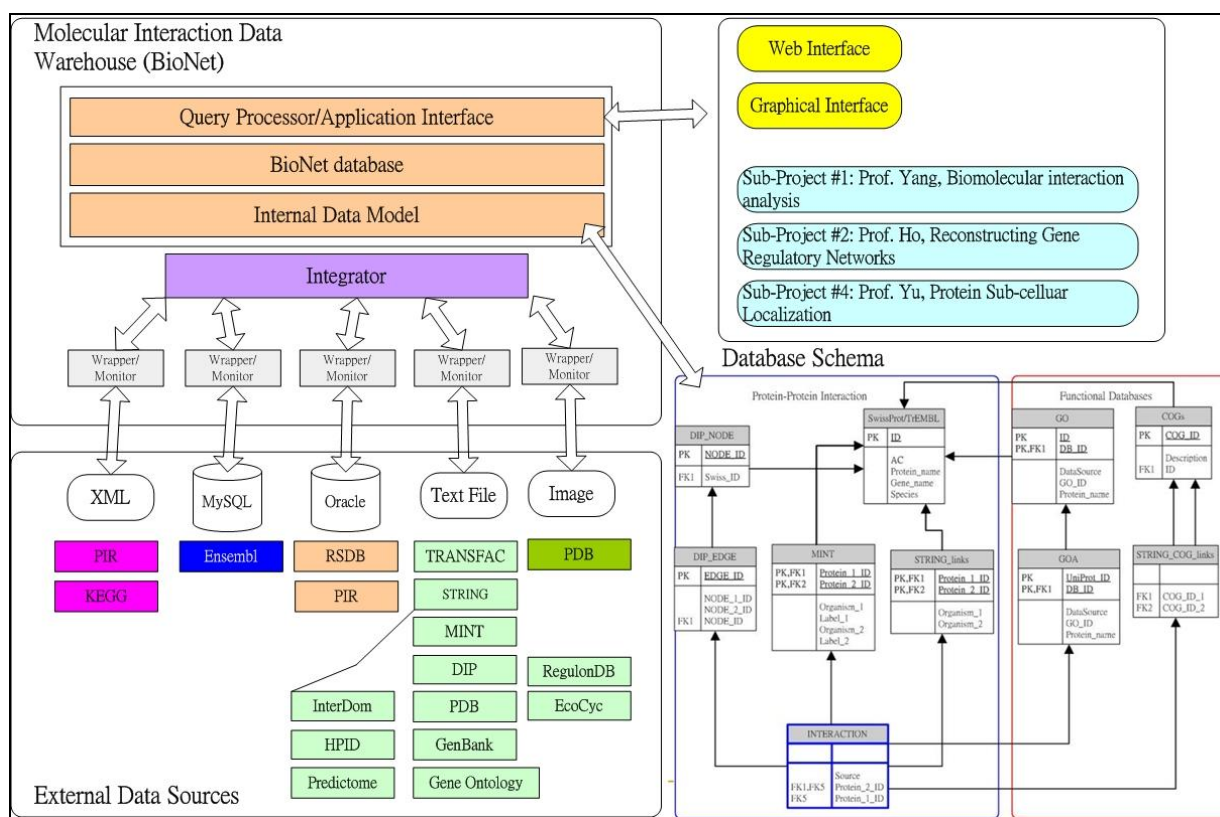 Molecular Interaction Data
Warehouse (BioNet)
Query Processor/Application Interface
BioNet database
Internal Data Model
Integrator
Wrapper/
Monitor
Wrapper/
Monitor
Wrapper/
Monitor
Wrapper/
Monitor
Wrapper/
Monitor
Web Interface
Graphical Interface
Sub-Project #1: Prof. Yang, Biomolecular interaction
analysis
Sub-Project #2: Prof. Ho, Reconstructing Gene
Regulatory Networks
Sub-Project #4: Prof. Yu, Protein Sub-celluar
Localization
XML
MySQL
Oracle
Text File
Image
PIR
KEGG
Ensembl
RSDB
PIR
TRANSFAC
STRING
MINT
DIP
PDB
GenBank
Gene Ontology
InterDom
HPID
Predictome
PDB
RegulonDB
EcoCyc
External Data Sources
Database Schema
Protein-Protein Interaction
DIP_NODE
PK NODE_ID
FK1 Swiss_ID
SwissProt/TrEMBL
PK ID
AC
Protein_name
Gene_name
Species
DIP_EDGE
PK EDGE_ID
NODE_1_ID
NODE_2_ID
FK1 NODE_ID
MINT
PK,FK1 Protein_1_ID
PK,FK2 Protein_2_ID
Organism_1
Label_1
Organism_2
Label_2
STRING_links
PK,FK1 Protein_1_ID
PK,FK2 Protein_2_ID
Organism_1
Organism_2
INTERACTION
Source
FK1,FK5 Protein_2_ID
FK5 Protein_1_ID
Functional Databases
GO
PK ID
PK,FK1 DB_ID
DataSource
GO_ID
Protein_name
COGs
PK COG_ID
Description
FK1 ID
GOA
PK UniProt_ID
PK,FK1 DB_ID
DataSource
GO_ID
Protein_name
STRING_COG_links
FK1 COG_ID_1
FK2 COG_ID_2